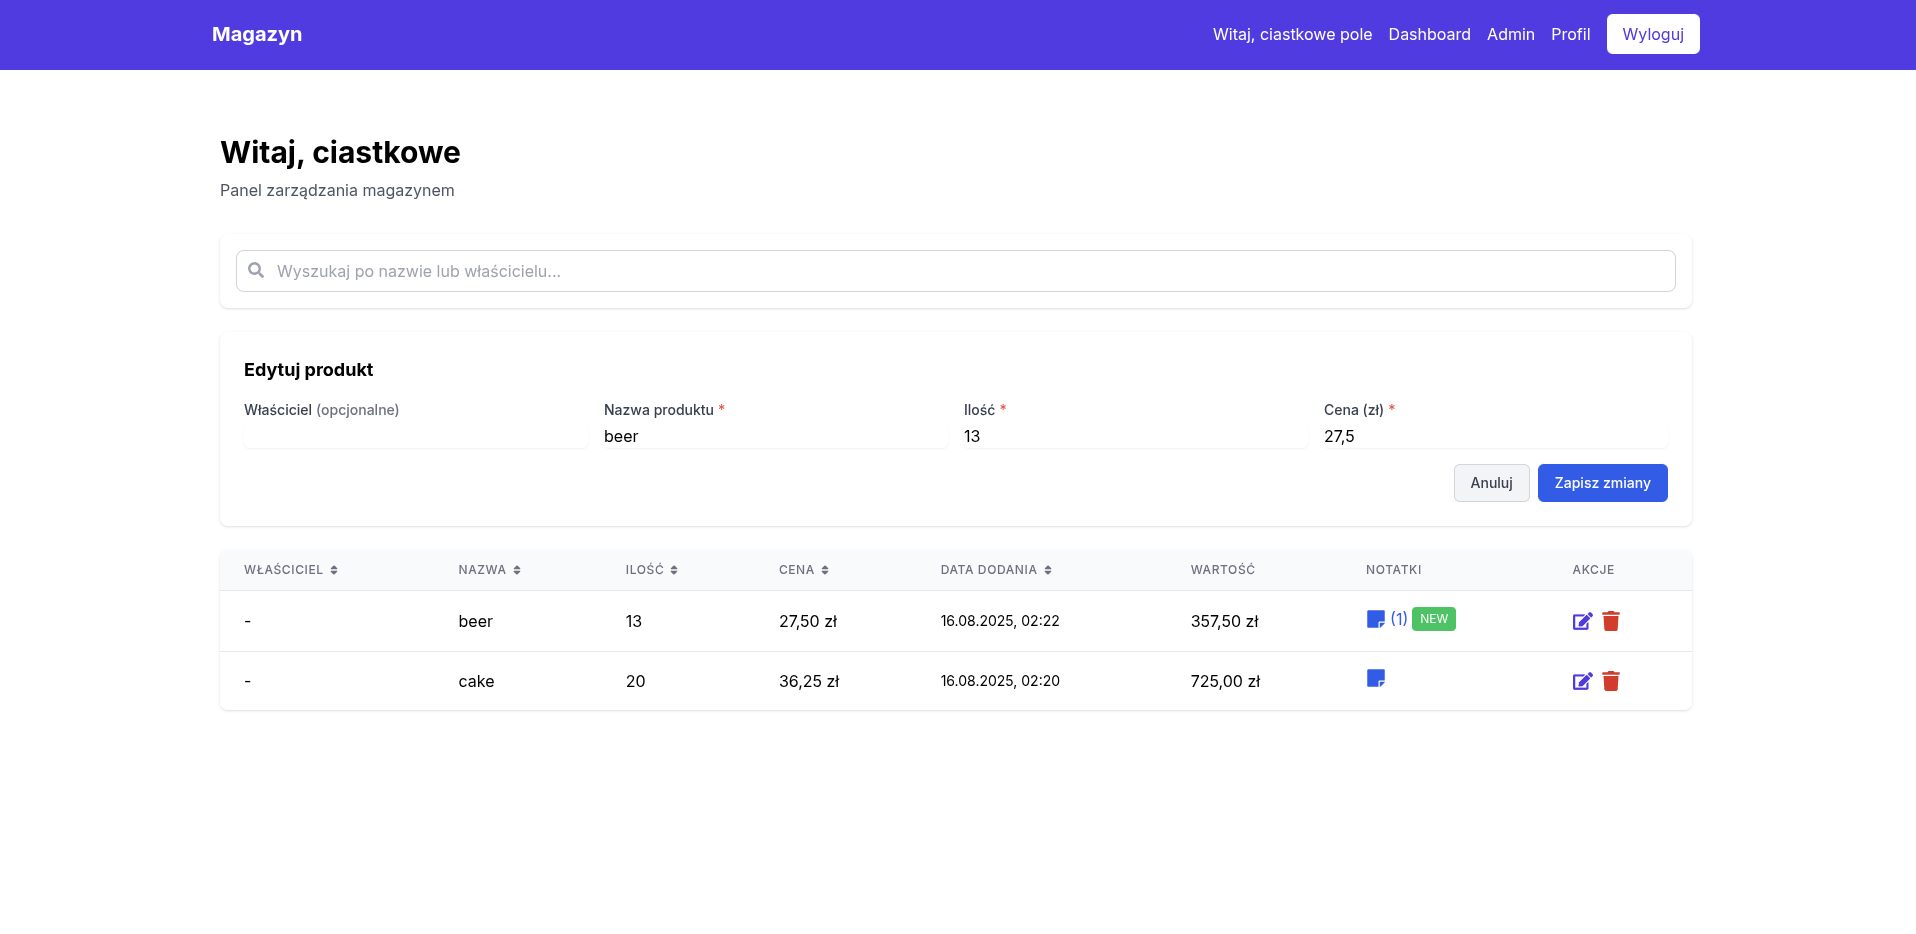 Magazyn
Witaj, ciastkowe pole Dashboard Admin Profil Wyloguj
Witaj, ciastkowe
Panel zarządzania magazynem
Wyszukaj po nazwie lub właścicielu...
Edytuj produkt
Właściciel (opcjonalne) Nazwa produktu * Ilość * Cena (zł) *
beer 13 27,5
Anuluj Zapisz zmiany
WŁAŚCICIEL NAZWA ILOŚĆ CENA DATA DODANIA WARTOŚĆ NOTATKI AKCJE
- beer 13 27,50 zł 16.08.2025, 02:22 357,50 zł (1) NEW
- cake 20 36,25 zł 16.08.2025, 02:20 725,00 zł